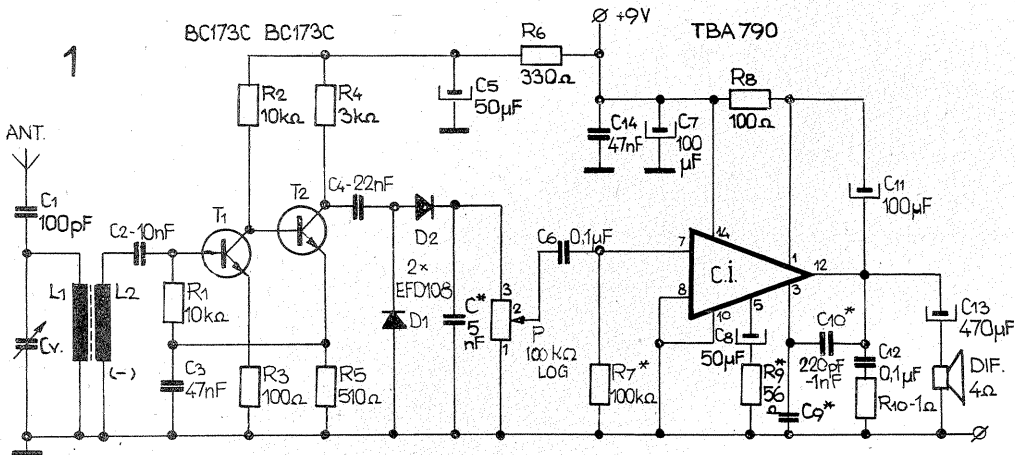 1
BC173C BC173C
TBA 790
+9V
ANT.
C1
100pF
Cv.
L1
L2
(-)
C2-10nF
R1
10kΩ
C3
47nF
T1
R2
10kΩ
R3
100Ω
T2
R4
3kΩ
R5
510Ω
C4-22nF
D2
2×
EFD108
D1
C5
50µF
R6
330Ω
C*
5
nF
3
2
1
P
100kΩ
LOG
C6
0,1µF
R7*
100kΩ
C14
47nF
C7
100
µF
R8
100Ω
7
8
14
10
C.İ.
5
1
3
12
C8
50µF
R9*
56
Ω
C9*
C10*
220pF
-1nF
C11
100µF
C12
0,1µF
R10-1Ω
C13
470µF
DIF.
4Ω